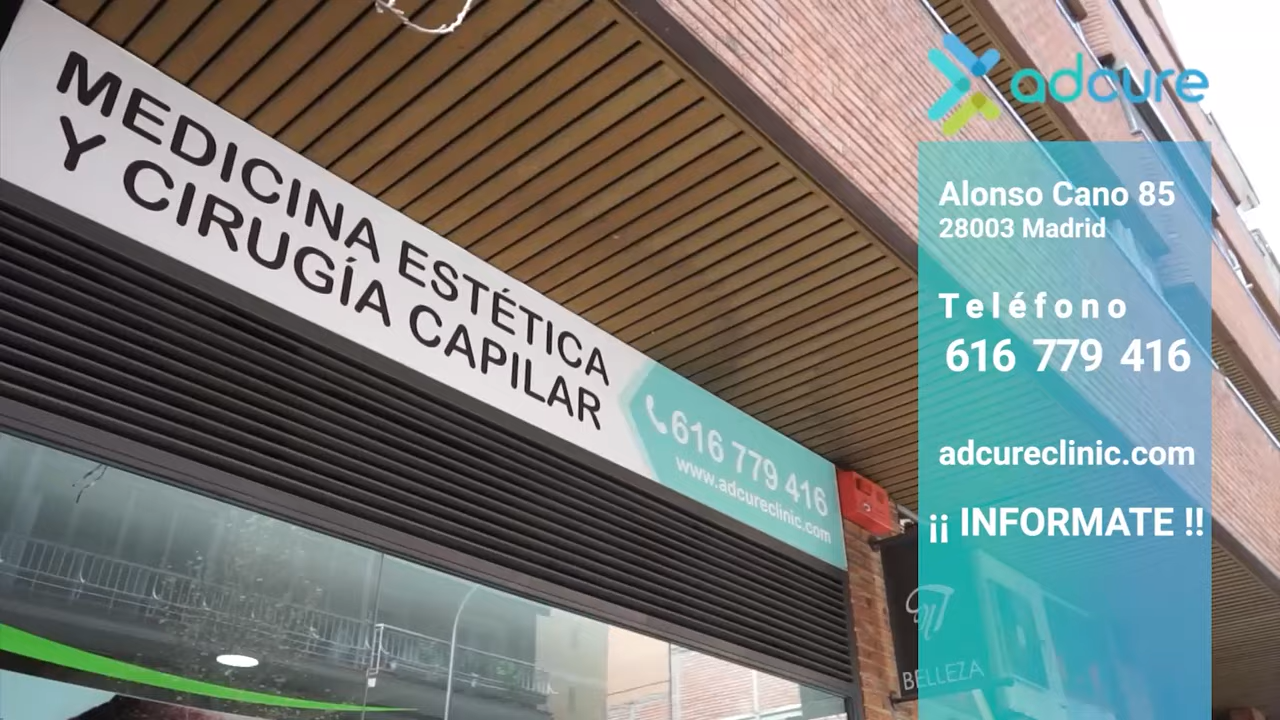 MEDICINA ESTÉTICA
Y CIRUGÍA CAPILAR
616 779 416
www.adcureclinic.com
BELLEZA
adcure
Alonso Cano 85
28003 Madrid
Teléfono
616 779 416
adcureclinic.com
¡¡ INFORMATE !!